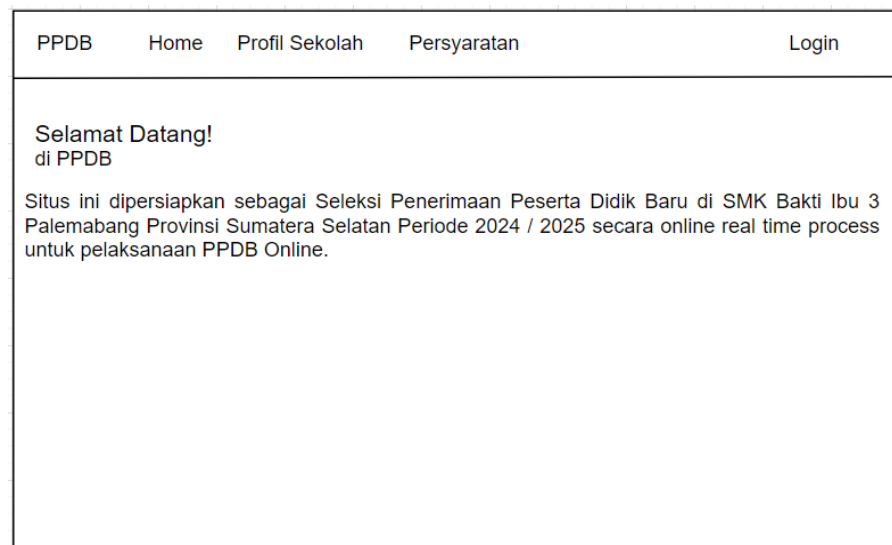 PPDB Home Profil Sekolah Persyaratan Login
Selamat Datang!
di PPDB
Situs ini dipersiapkan sebagai Seleksi Penerimaan Peserta Didik Baru di SMK Bakti Ibu 3
Palemabang Provinsi Sumatera Selatan Periode 2024 / 2025 secara online real time process
untuk pelaksanaan PPDB Online.